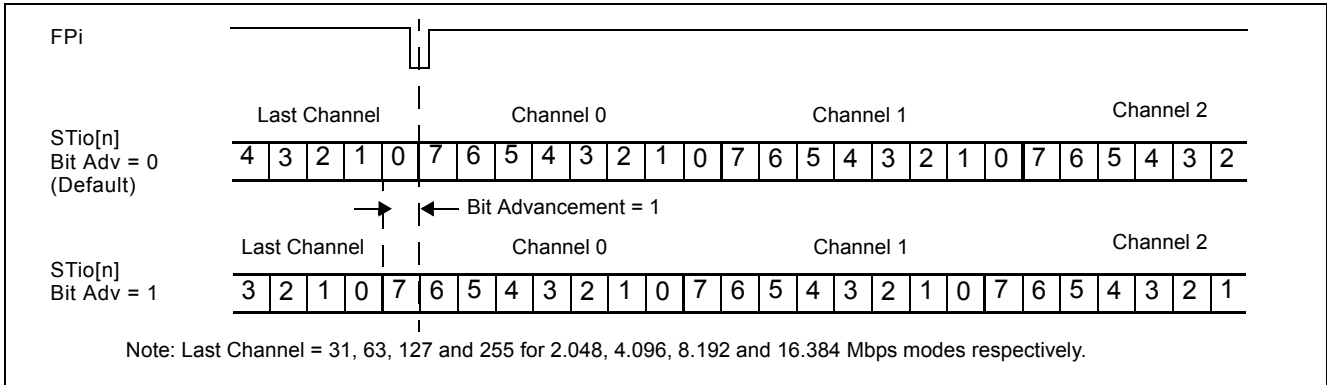 FPi
Last Channel Channel 0 Channel 1 Channel 2
STio[n]
Bit Adv = 0
(Default)
4 3 2 1 0 7 6 5 4 3 2 1 0 7 6 5 4 3 2 1 0 7 6 5 4 3 2
Bit Advancement = 1
Last Channel Channel 0 Channel 1 Channel 2
STio[n]
Bit Adv = 1
3 2 1 0 7 6 5 4 3 2 1 0 7 6 5 4 3 2 1 0 7 6 5 4 3 2 1
Note: Last Channel = 31, 63, 127 and 255 for 2.048, 4.096, 8.192 and 16.384 Mbps modes respectively.